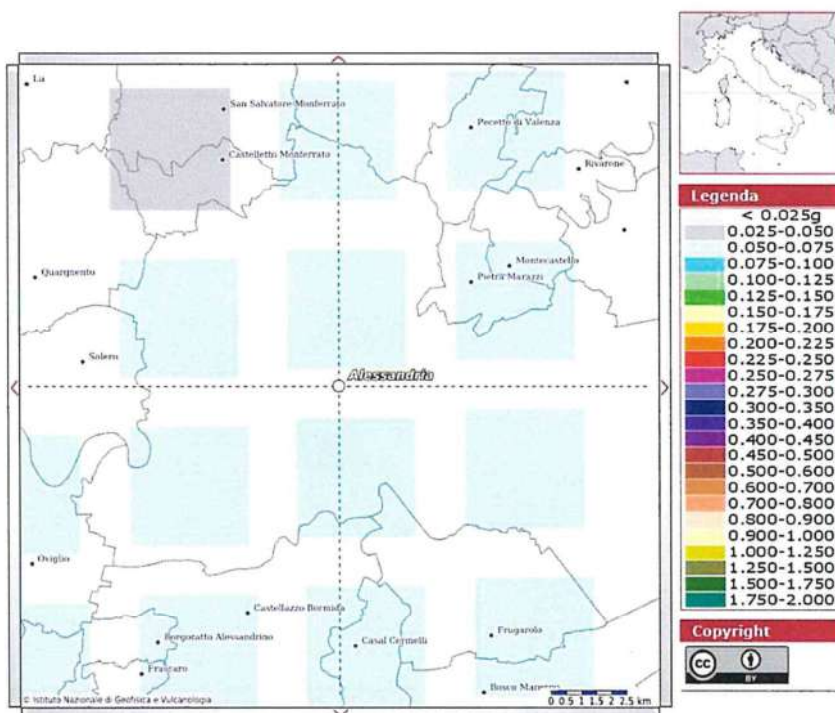 La
San Salvatore Monferrato
Castelletto Monferrato
Pecetto di Valenza
Rivarone
Quargnento
Montecastello
Pietra Marazzi
Solero
Alessandria
Oviglio
Castellazzo Bormida
Borgoratto Alessandrino
Frascaro
Casal Cermelli
Frugarolo
Bosco Marengo
© Istituto Nazionale di Geofisica e Vulcanologia
0 0.5 1 1.5 2 2.5 km
Legenda
< 0.025g
0.025-0.050
0.050-0.075
0.075-0.100
0.100-0.125
0.125-0.150
0.150-0.175
0.175-0.200
0.200-0.225
0.225-0.250
0.250-0.275
0.275-0.300
0.300-0.350
0.350-0.400
0.400-0.450
0.450-0.500
0.500-0.600
0.600-0.700
0.700-0.800
0.800-0.900
0.900-1.000
1.000-1.250
1.250-1.500
1.500-1.750
1.750-2.000
Copyright
cc
BY